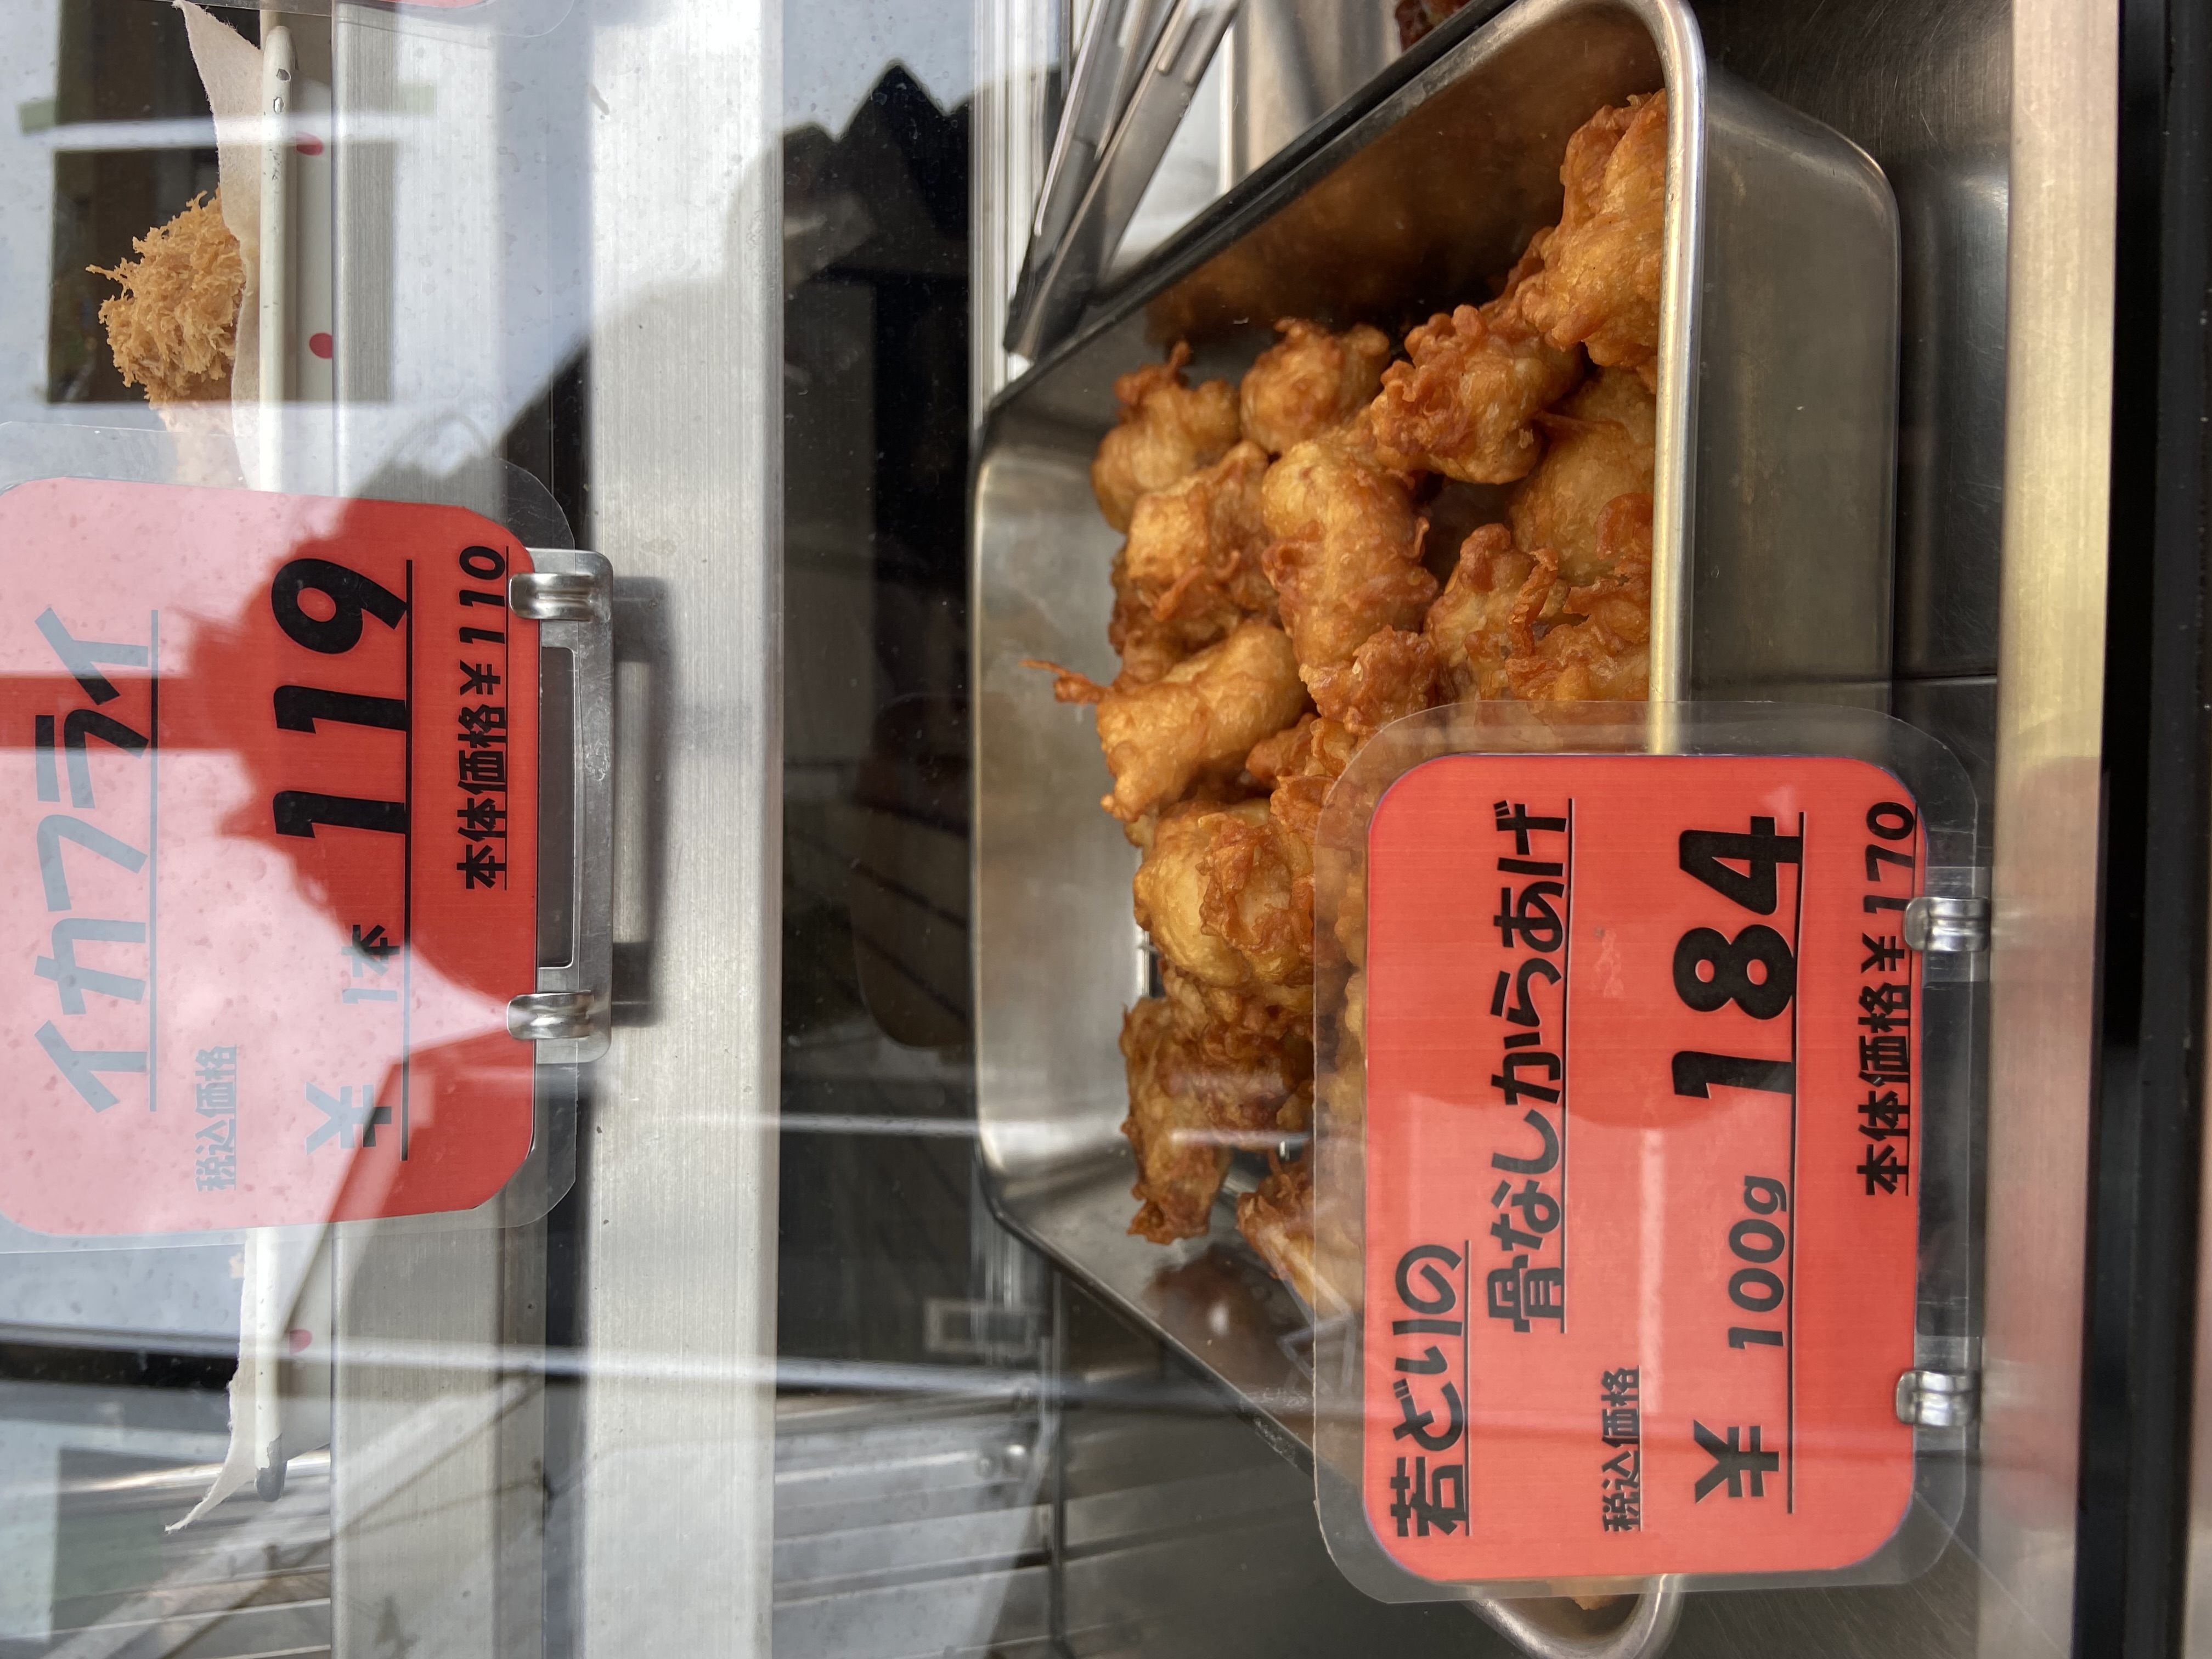 イカフライ
税込価格
¥ 1本 119
本体価格¥110
若どりの
骨なしからあげ
税込価格
¥ 100g 184
本体価格¥170